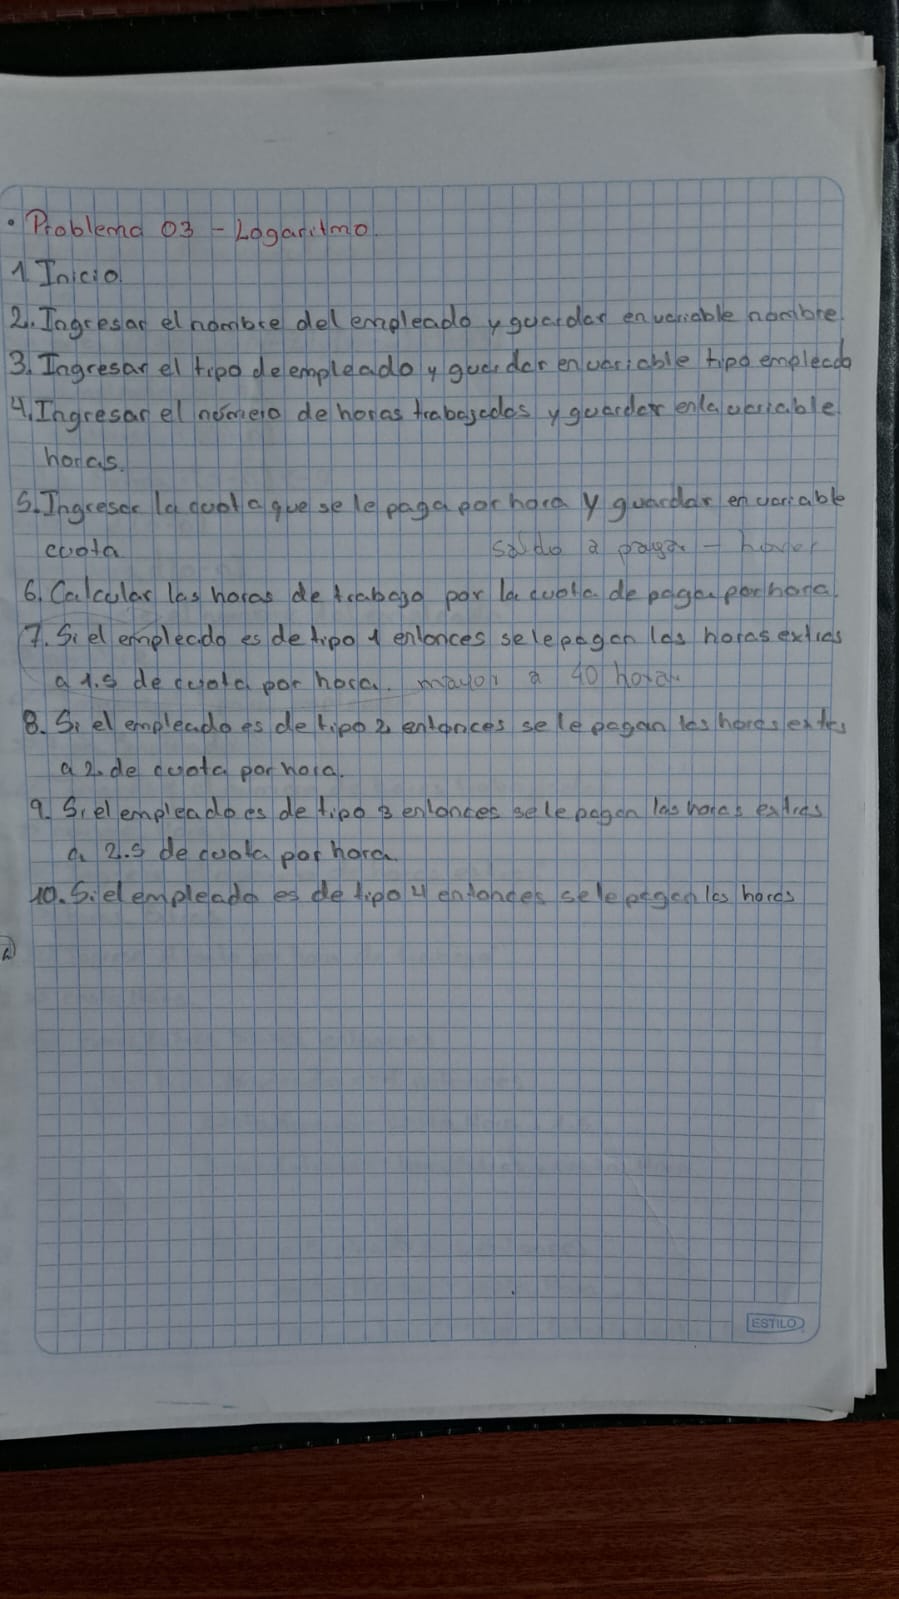 • Problema 03 - Logaritmo.
1. Inicio.
2. Ingresar el nombre del empleado y guardar en variable nombre.
3. Ingresar el tipo de empleado y guardar en variable tipo empleado
4. Ingresar el número de horas trabajadas y guardar en la variable
horas.
5. Ingresar la cuota que se le paga por hora y guardar en variable
cuota saldo a pagar -
6. Calcular las horas de trabajo por la cuota de pago por hora.
7. Si el empleado es de tipo 1 entonces se le pagan las horas extras
a 1.5 de cuota por hora. mayor a 40 hora.
8. Si el empleado es de tipo 2 entonces se le pagan las horas extrs
a 2. de cuota por hora.
9. Si el empleado es de tipo 3 entonces se le pagan las horas extras
a 2.5 de cuota por hora.
10. Si el empleado es de tipo 4 entonces se le pagan las horas
ESTILO